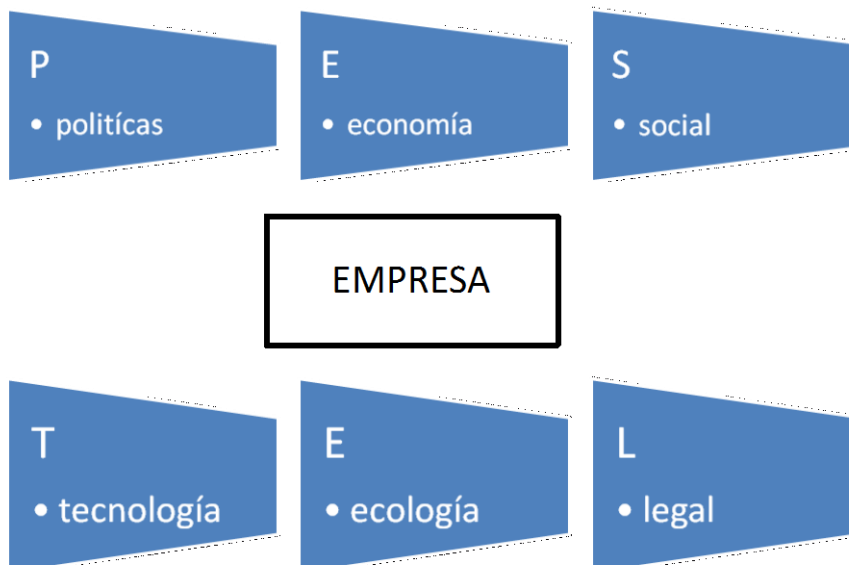 P
• politícas
E
• economía
S
• social
EMPRESA
T
• tecnología
E
• ecología
L
• legal